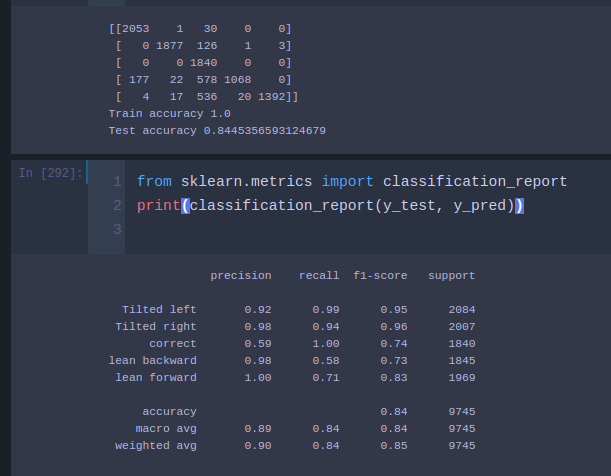 [[2053 1 30 0 0]
[ 0 1877 126 1 3]
[ 0 0 1840 0 0]
[ 177 22 578 1068 0]
[ 4 17 536 20 1392]]
Train accuracy 1.0
Test accuracy 0.8445356593124679
In [292]:
1 from sklearn.metrics import classification_report
2 print(classification_report(y_test, y_pred))
3
precision recall f1-score support
Tilted left 0.92 0.99 0.95 2084
Tilted right 0.98 0.94 0.96 2007
correct 0.59 1.00 0.74 1840
lean backward 0.98 0.58 0.73 1845
lean forward 1.00 0.71 0.83 1969
accuracy 0.84 9745
macro avg 0.89 0.84 0.84 9745
weighted avg 0.90 0.84 0.85 9745